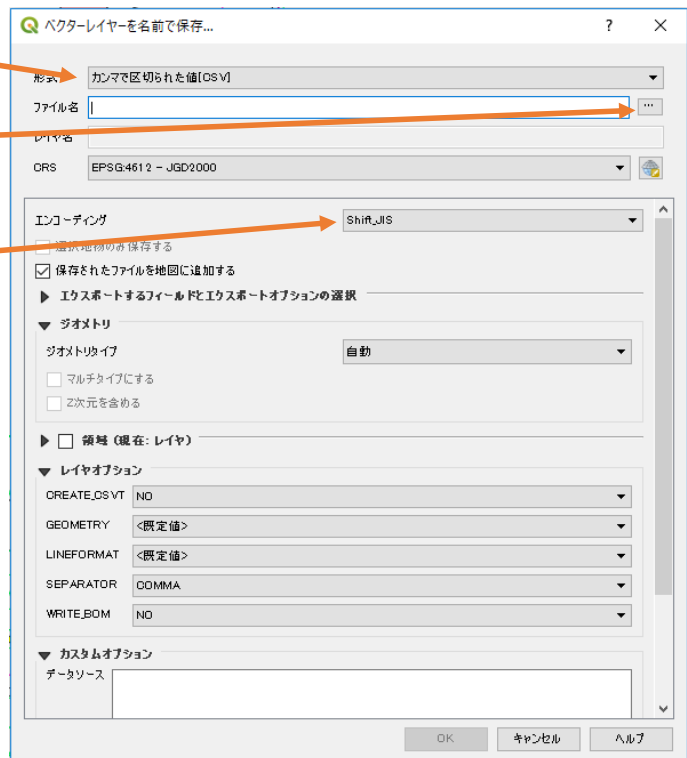 ベクターレイヤーを名前で保存... ? ×
形式 カンマで区切られた値[CSV]
ファイル名 ...
レイヤ名
CRS EPSG:4612 - JGD2000
エンコーディング Shift_JIS
選択地物のみ保存する
保存されたファイルを地図に追加する
エクスポートするフィールドとエクスポートオプションの選択
ジオメトリ
ジオメトリタイプ 自動
マルチタイプにする
Z次元を含める
領域 (現在: レイヤ)
レイヤオプション
CREATE_CSVT NO
GEOMETRY <既定値>
LINEFORMAT <既定値>
SEPARATOR COMMA
WRITE_BOM NO
カスタムオプション
データソース
OK キャンセル ヘルプ